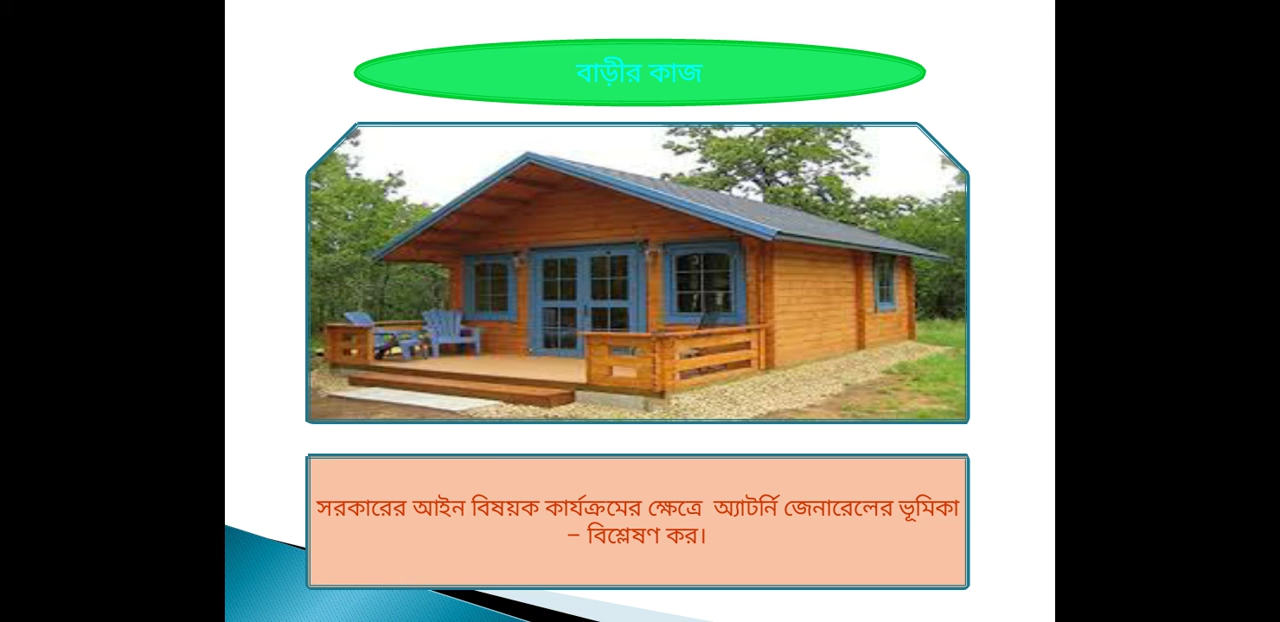 বাড়ীর কাজ
সরকারের আইন বিষয়ক কার্যক্রমের ক্ষেত্রে অ্যাটর্নি জেনারেলের ভূমিকা
– বিশ্লেষণ কর।